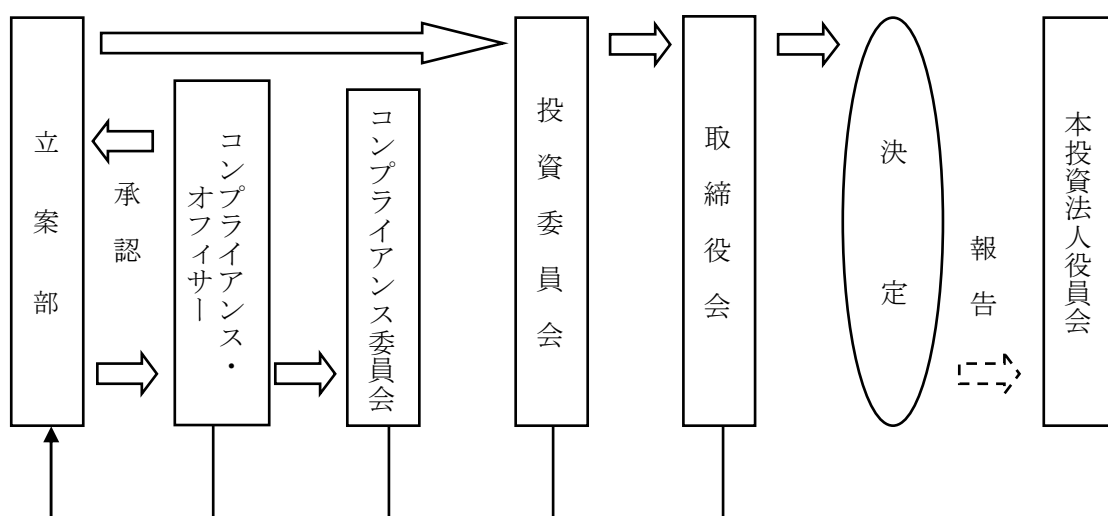 立案部
承認
コンプライアンス・
オフィサー
コンプライアンス委員会
投資委員会
取締役会
決定
報告
本投資法人役員会